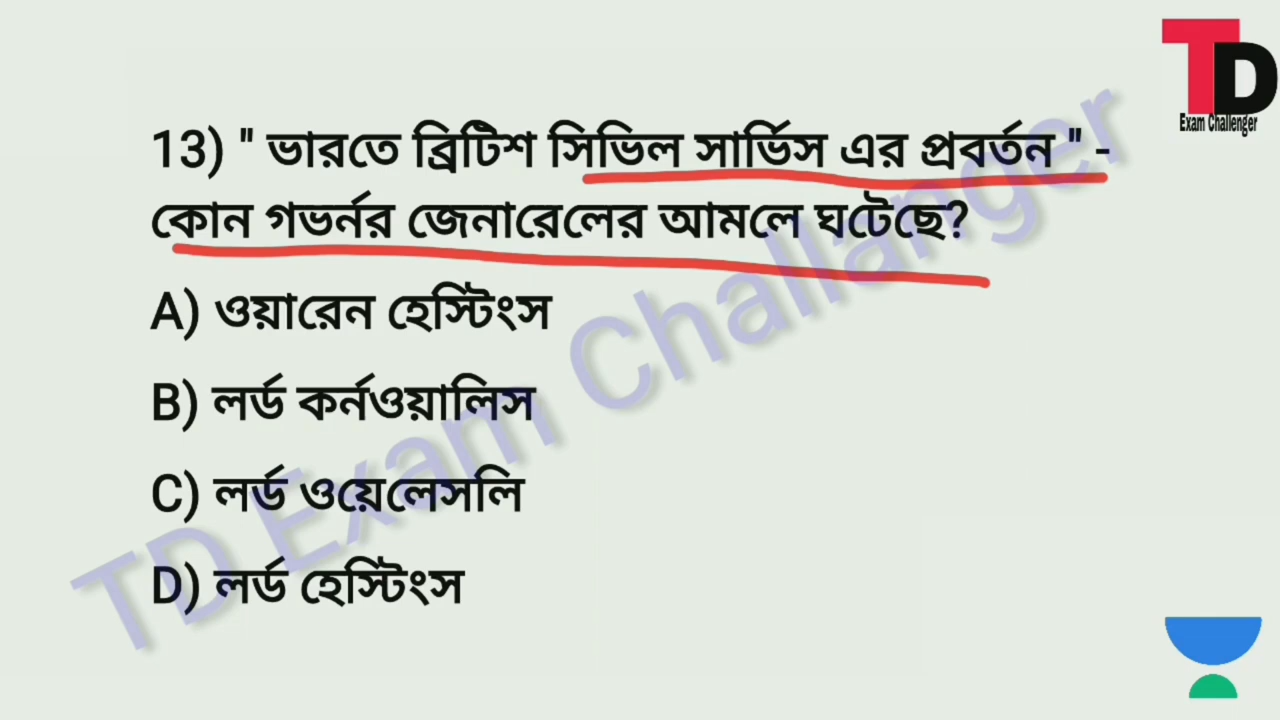 TD
Exam Challenger
13) " ভারতে ব্রিটিশ সিভিল সার্ভিস এর প্রবর্তন " -
কোন গভর্নর জেনারেলের আমলে ঘটেছে?
A) ওয়ারেন হেস্টিংস
B) লর্ড কর্নওয়ালিস
C) লর্ড ওয়েলেসলি
D) লর্ড হেস্টিংস
TD Exam Challanger